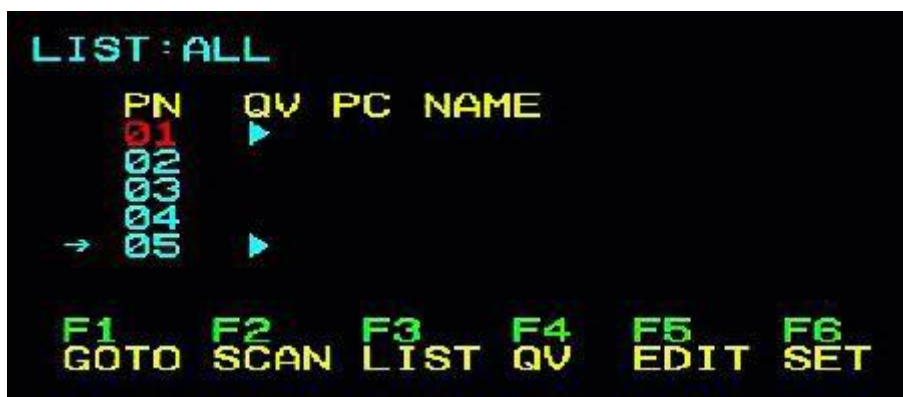 LIST:ALL
PN QV PC NAME
01 ▶
02
03
04
→ 05 ▶
F1 F2 F3 F4 F5 F6
GOTO SCAN LIST QV EDIT SET